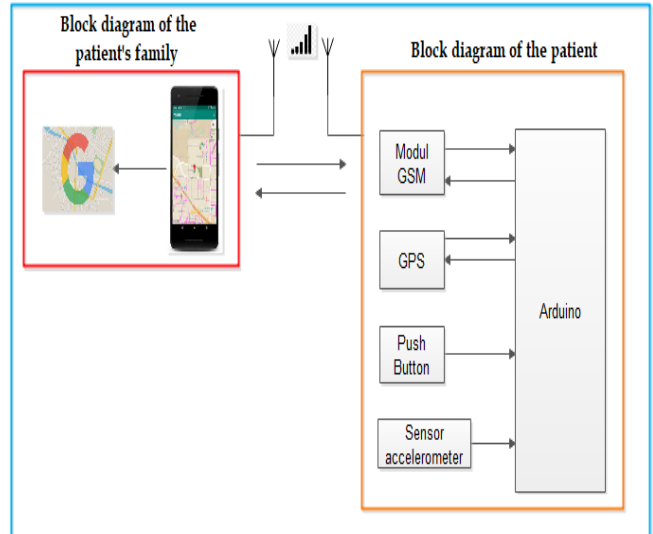 Block diagram of the
patient's family
Block diagram of the patient
G
Modul
GSM
GPS
Push
Button
Sensor
accelerometer
Arduino